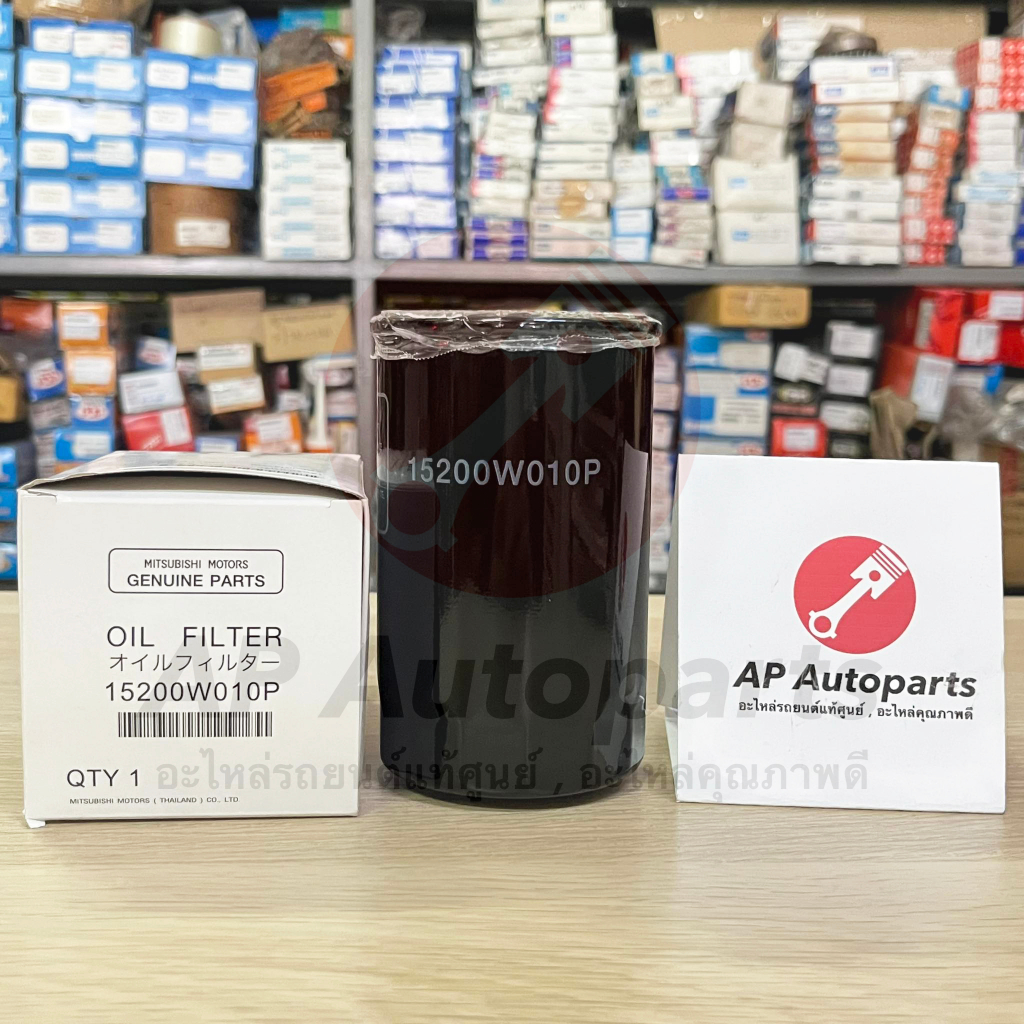 MITSUBISHI MOTORS
GENUINE PARTS
OIL FILTER
オイルフィルター
15200W010P
QTY 1
MITSUBISHI MOTORS ( THAILAND ) CO., LTD.
15200W010P
AP Autoparts
อะไหล่รถยนต์แท้ศูนย์ , อะไหล่คุณภาพดี
AP Autoparts
อะไหล่รถยนต์แท้ศูนย์ , อะไหล่คุณภาพดี